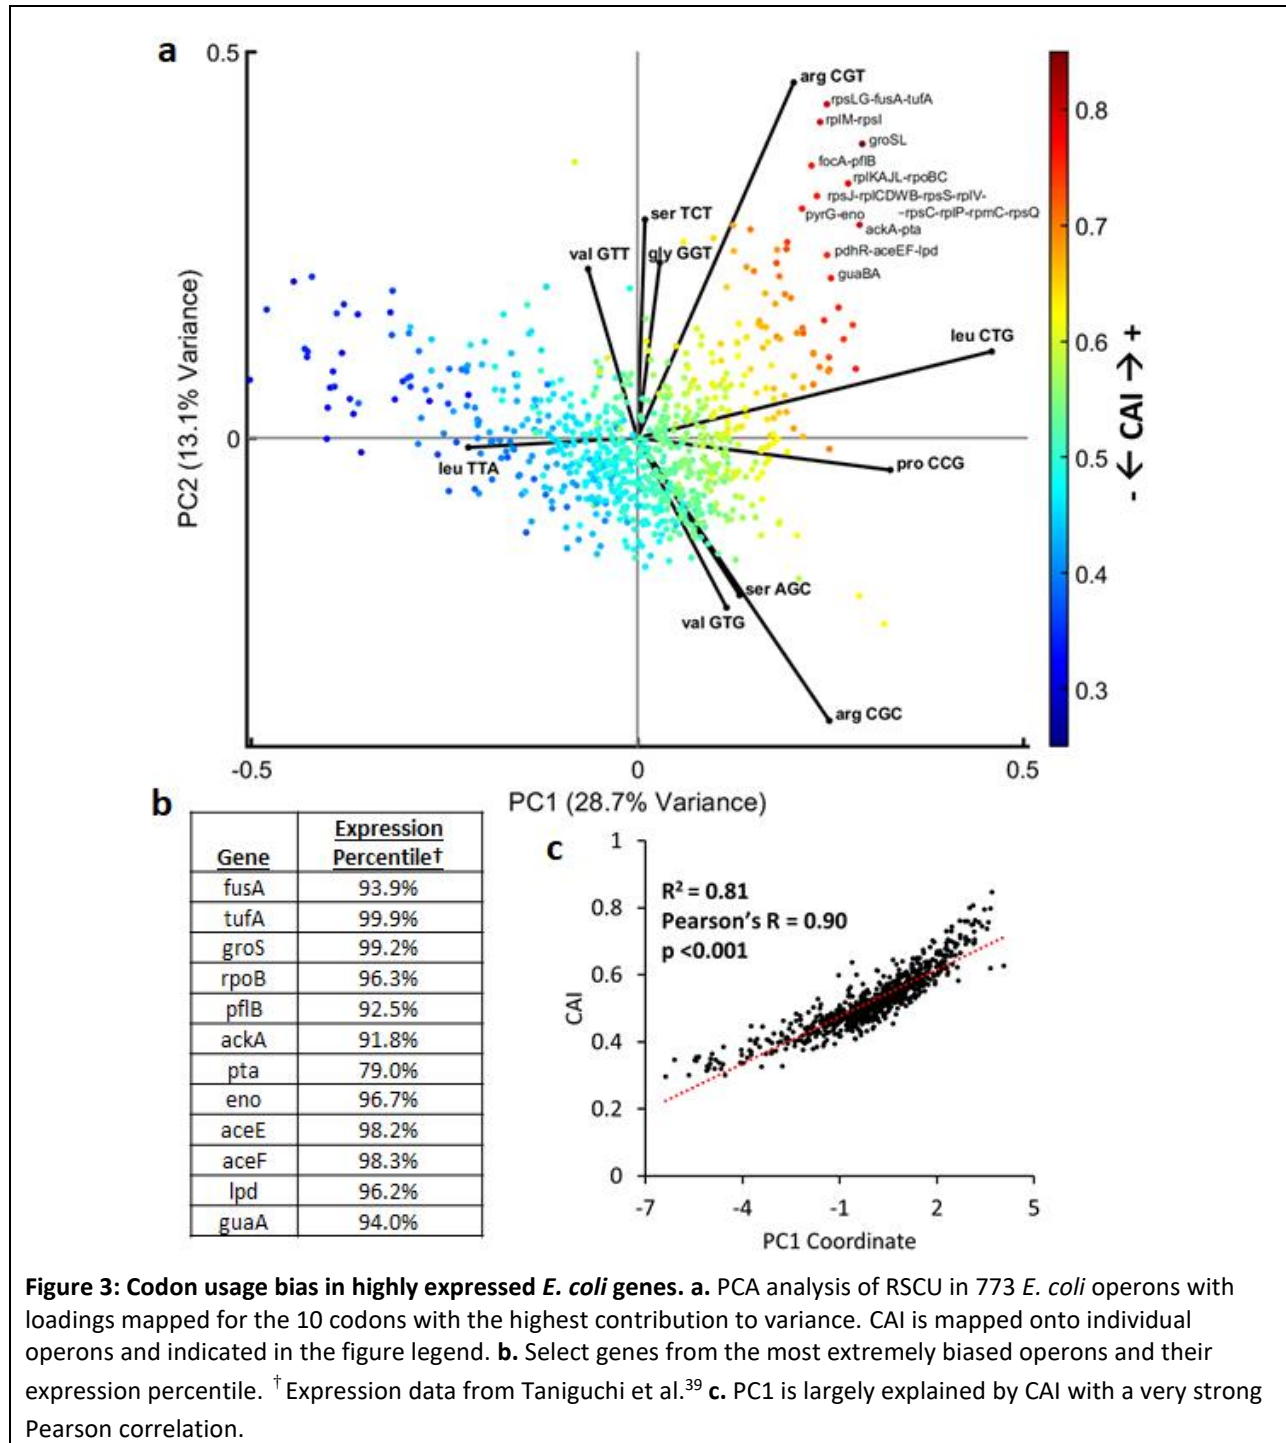 a
0.5
arg CGT
rpsLG-fusA-tufA
rplM-rpsI
groSL
focA-pflB
rplKAJL-rpoBC
rpsJ-rplCDWB-rpsS-rplV-
-rpsC-rplP-rpmC-rpsQ
pyrG-eno
ackA-pta
pdhR-aceEF-lpd
guaBA
ser TCT
val GTT
gly GGT
leu CTG
0
leu TTA
pro CCG
ser AGC
val GTG
arg CGC
PC2 (13.1% Variance)
-0.5
0
0.5
PC1 (28.7% Variance)
0.8
0.7
0.6
0.5
0.4
0.3
- ← CAI → +
b
Gene Expression Percentile†
fusA 93.9%
tufA 99.9%
groS 99.2%
rpoB 96.3%
pflB 92.5%
ackA 91.8%
pta 79.0%
eno 96.7%
aceE 98.2%
aceF 98.3%
lpd 96.2%
guaA 94.0%
c
1
0.8
0.6
0.4
0.2
0
CAI
R² = 0.81
Pearson's R = 0.90
p <0.001
-7
-4
-1
2
5
PC1 Coordinate
Figure 3: Codon usage bias in highly expressed E. coli genes. a. PCA analysis of RSCU in 773 E. coli operons with
loadings mapped for the 10 codons with the highest contribution to variance. CAI is mapped onto individual
operons and indicated in the figure legend. b. Select genes from the most extremely biased operons and their
expression percentile. † Expression data from Taniguchi et al.³⁹ c. PC1 is largely explained by CAI with a very strong
Pearson correlation.